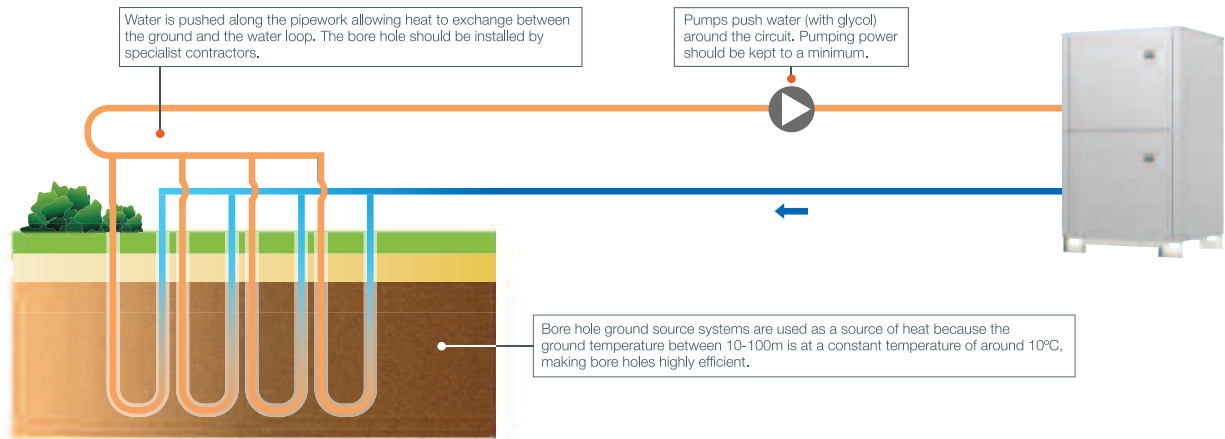 Water is pushed along the pipework allowing heat to exchange between
the ground and the water loop. The bore hole should be installed by
specialist contractors.
Pumps push water (with glycol)
around the circuit. Pumping power
should be kept to a minimum.
Bore hole ground source systems are used as a source of heat because the
ground temperature between 10-100m is at a constant temperature of around 10ºC,
making bore holes highly efficient.